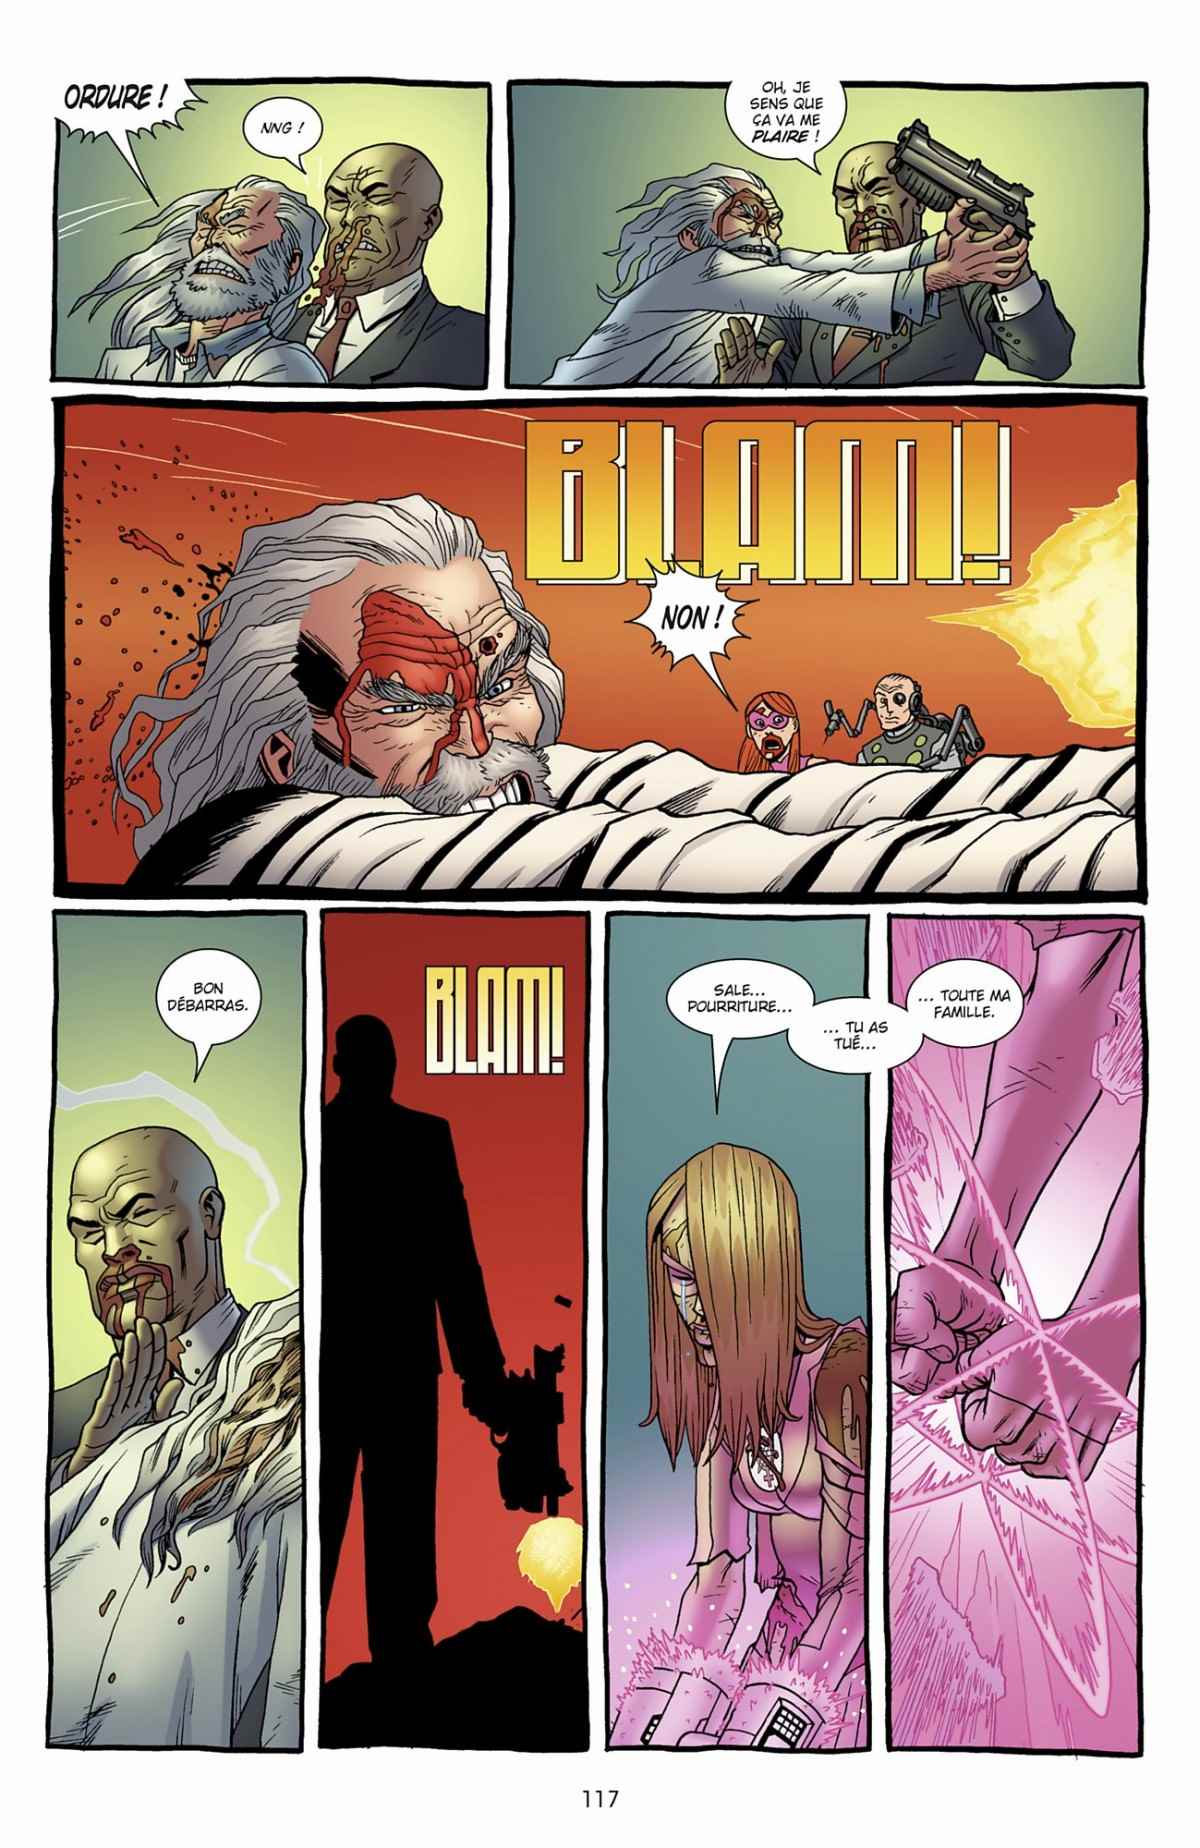 ORDURE !
NNG !
OH, JE
SENS QUE
ÇA VA ME
PLAIRE !
BLAM!
NON !
BON
DÉBARRAS.
BLAM!
SALE...
POURRITURE...
... TU AS
TUÉ...
... TOUTE MA
FAMILLE.
117